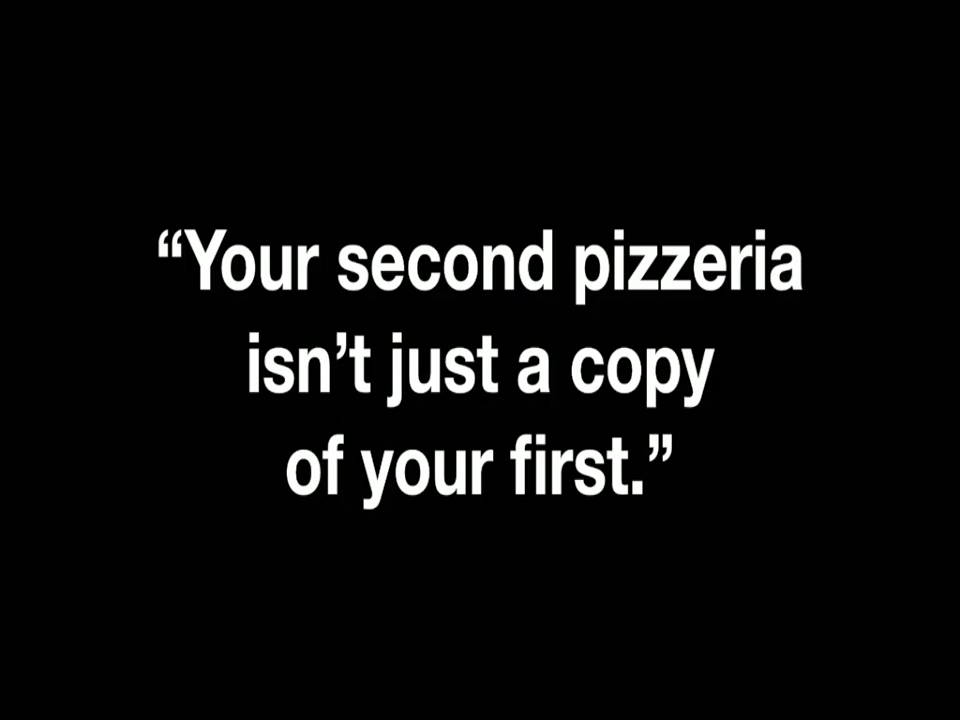 “Your second pizzeria
isn’t just a copy
of your first.”